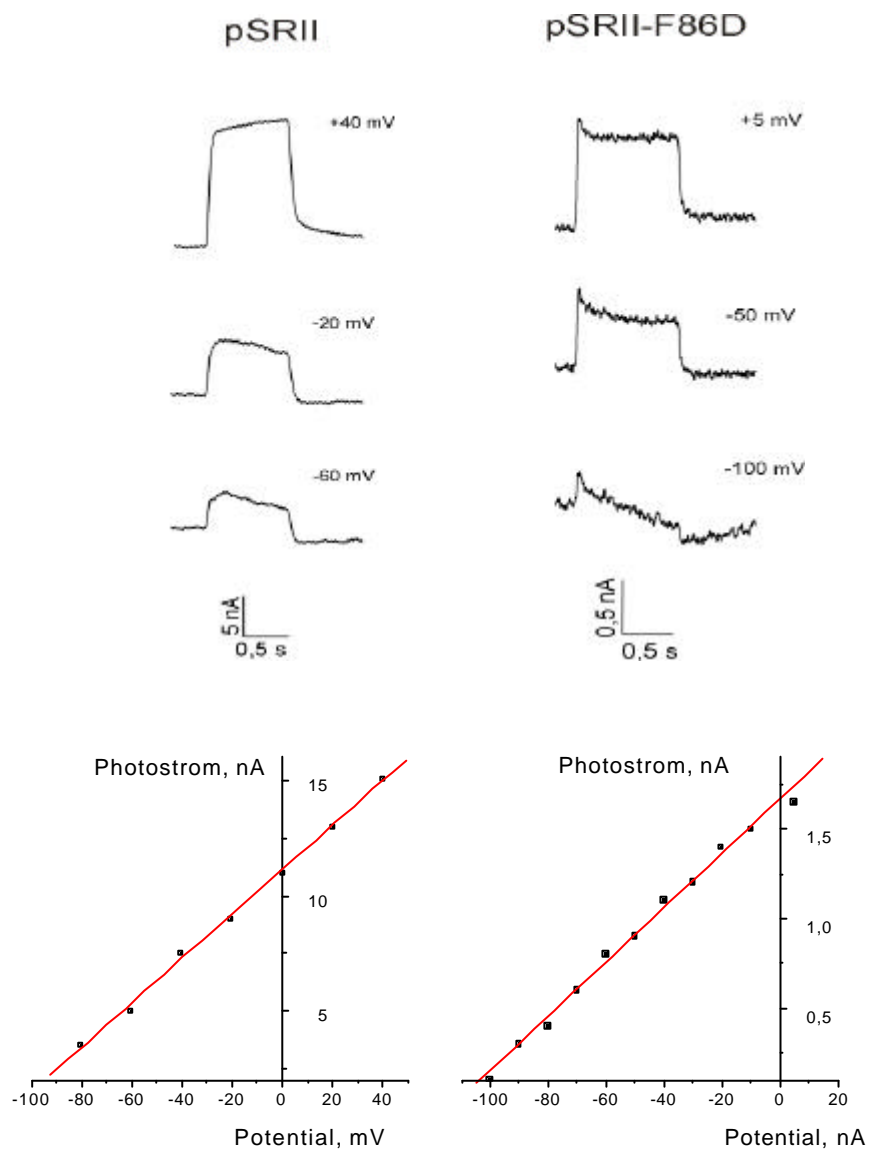 pSRII
pSRII-F86D
+40 mV
+5 mV
-20 mV
-50 mV
-60 mV
-100 mV
5 nA
0,5 s
0,5 nA
0,5 s
Photostrom, nA
15
10
5
-100 -80 -60 -40 -20 0 20 40
Potential, mV
Photostrom, nA
1,5
1,0
0,5
-100 -80 -60 -40 -20 0 20
Potential, nA